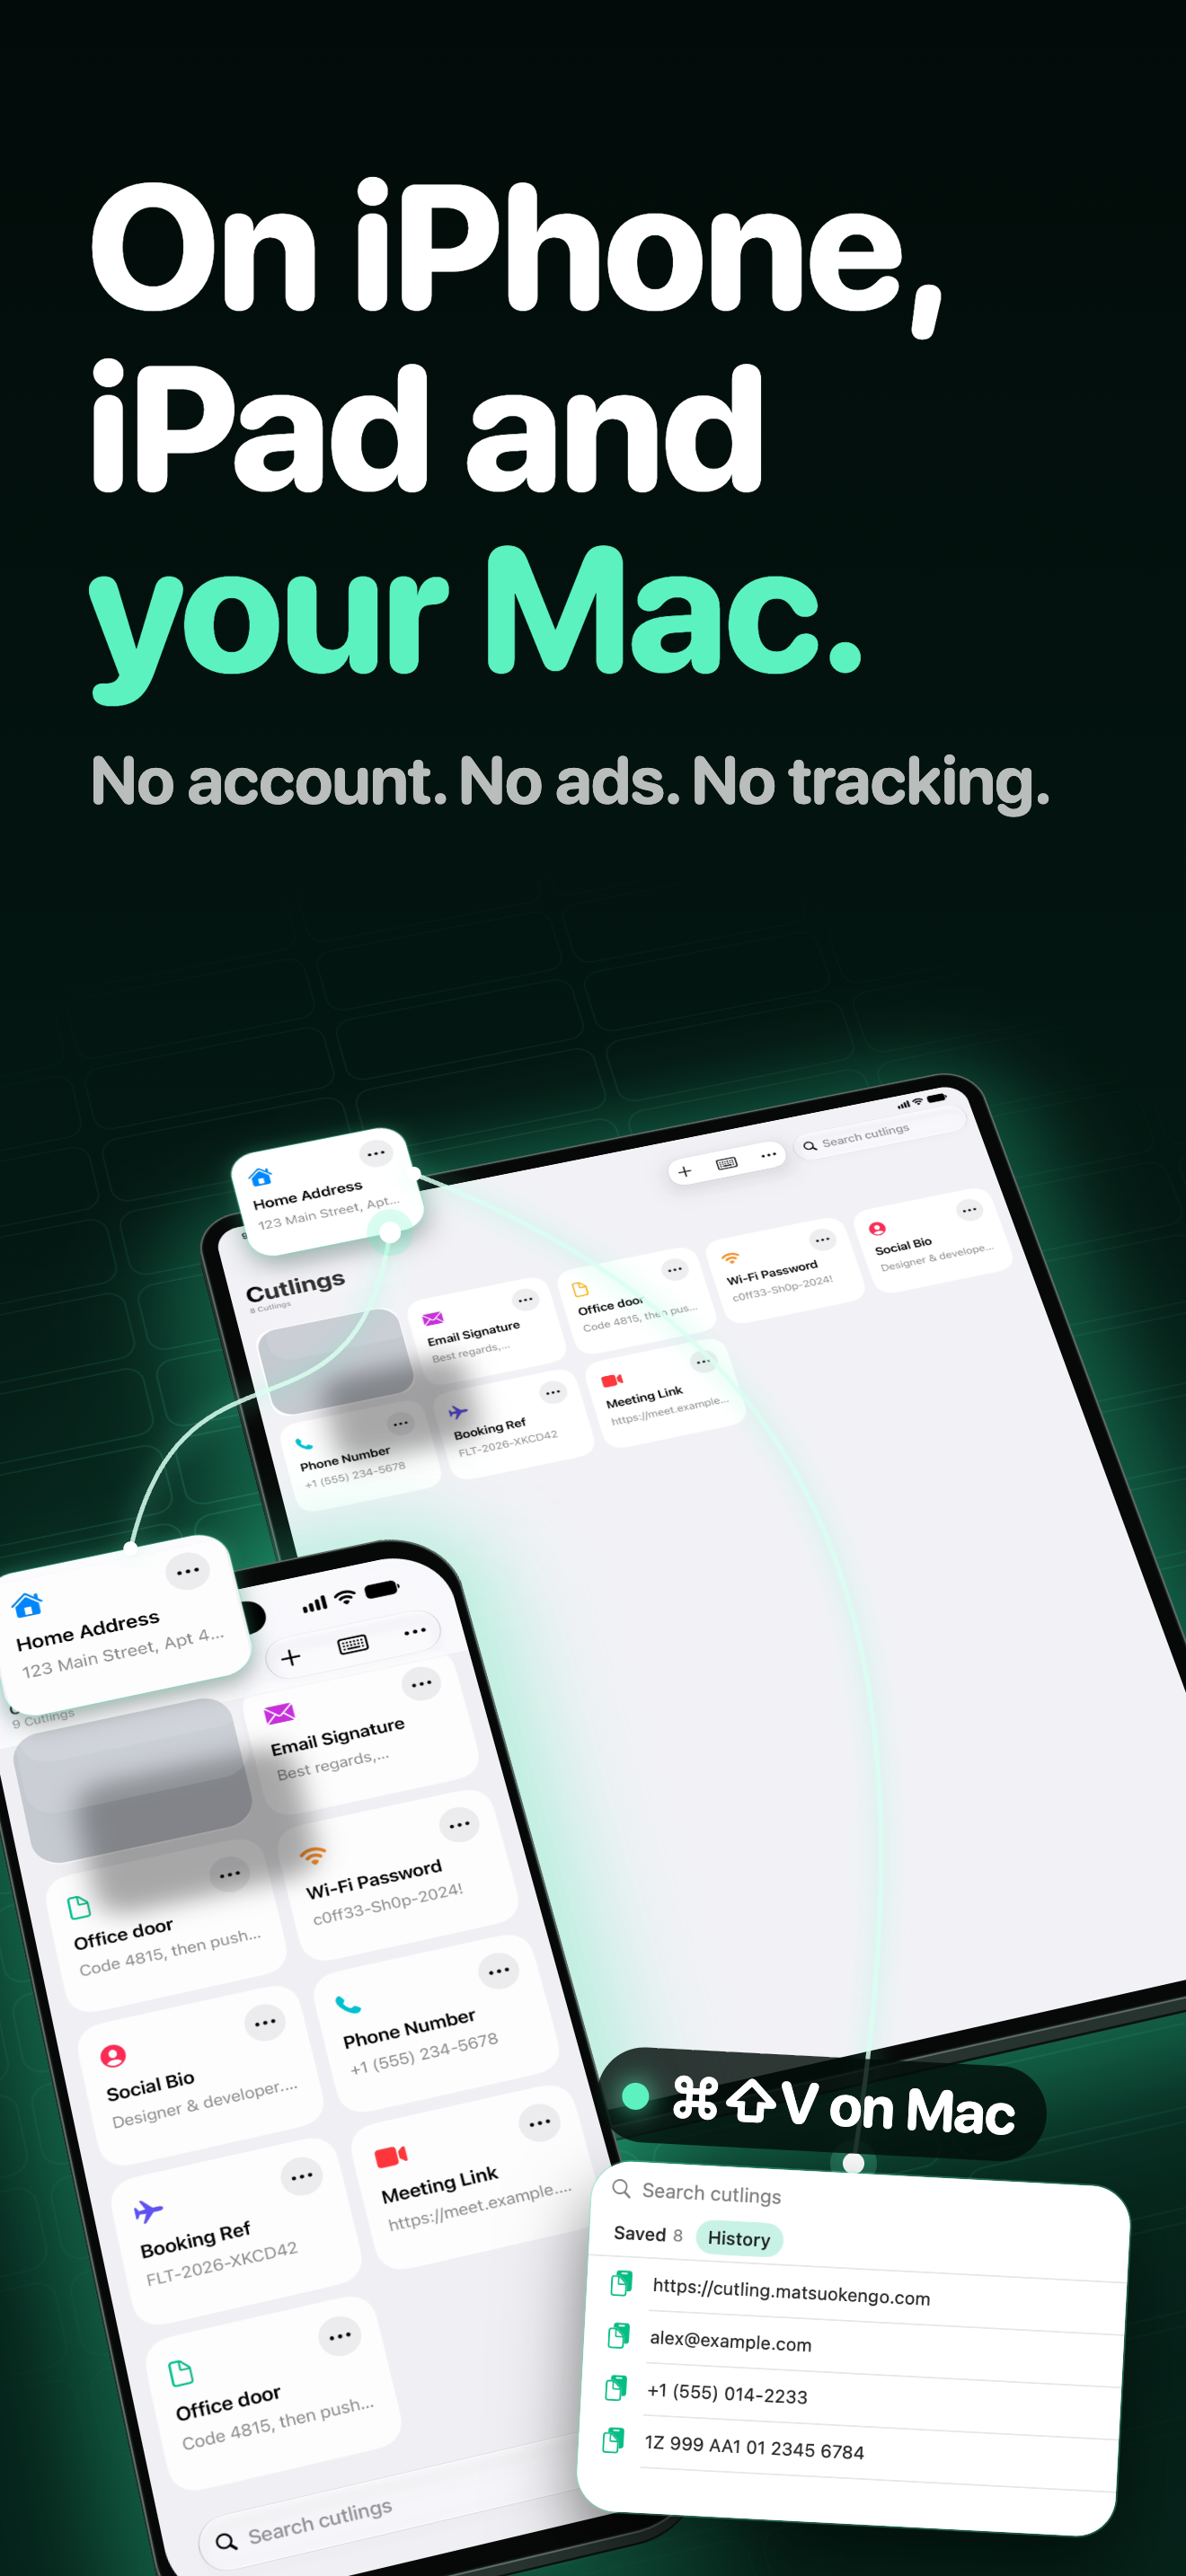 On iPhone,
iPad and
your Mac.
No account. No ads. No tracking.
Home Address
123 Main Street, Apt...
Search cutlings
Cutlings
8 Cutlings
Email Signature
Best regards,...
Office door
Code 4815, then pus...
Wi-Fi Password
c0ff33-Sh0p-2024!
Social Bio
Designer & develope...
Phone Number
+1 (555) 234-5678
Booking Ref
FLT-2026-XKCD42
Meeting Link
https://meet.example...
Home Address
123 Main Street, Apt 4...
9 Cutlings
Email Signature
Best regards,...
Office door
Code 4815, then push...
Wi-Fi Password
c0ff33-Sh0p-2024!
Social Bio
Designer & developer....
Phone Number
+1 (555) 234-5678
Booking Ref
FLT-2026-XKCD42
Meeting Link
https://meet.example....
Office door
Code 4815, then push...
Search cutlings
⌘⇧V on Mac
Search cutlings
Saved 8 History
https://cutling.matsuokengo.com
alex@example.com
+1 (555) 014-2233
1Z 999 AA1 01 2345 6784